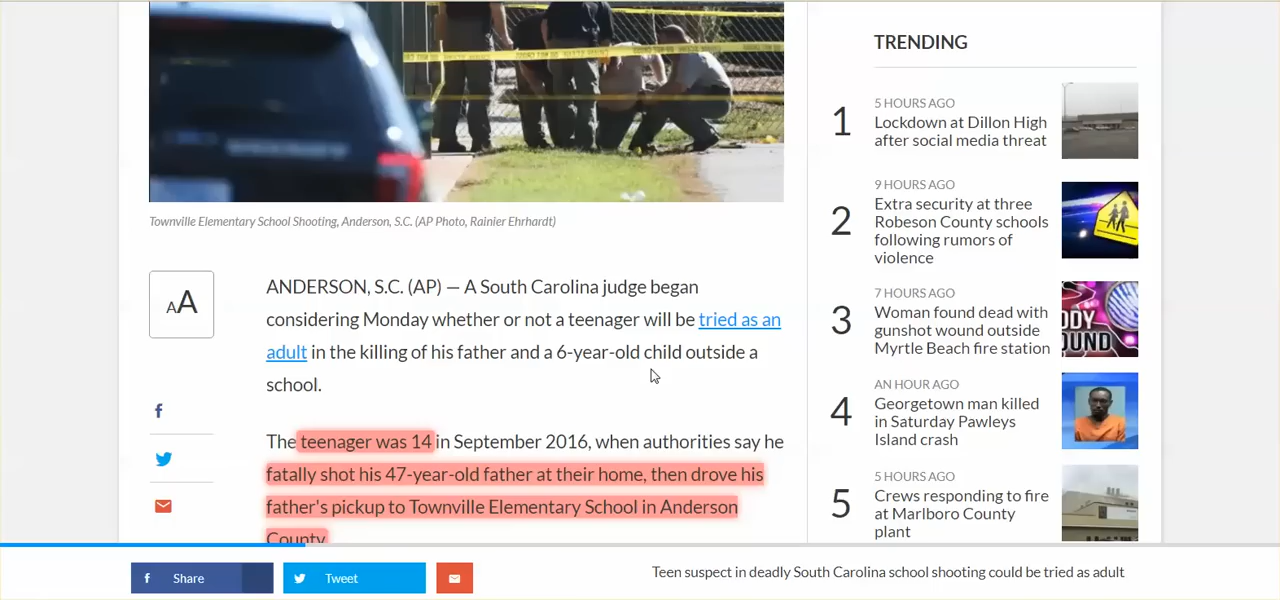 Townville Elementary School Shooting, Anderson, S.C. (AP Photo, Rainier Ehrhardt)
AA
ANDERSON, S.C. (AP) — A South Carolina judge began
considering Monday whether or not a teenager will be tried as an
adult in the killing of his father and a 6-year-old child outside a
school.
The teenager was 14 in September 2016, when authorities say he
fatally shot his 47-year-old father at their home, then drove his
father's pickup to Townville Elementary School in Anderson
County.
TRENDING
1
5 HOURS AGO
Lockdown at Dillon High
after social media threat
2
9 HOURS AGO
Extra security at three
Robeson County schools
following rumors of
violence
3
7 HOURS AGO
Woman found dead with
gunshot wound outside
Myrtle Beach fire station
4
AN HOUR AGO
Georgetown man killed
in Saturday Pawleys
Island crash
5
5 HOURS AGO
Crews responding to fire
at Marlboro County
plant
Share
Tweet
Teen suspect in deadly South Carolina school shooting could be tried as adult